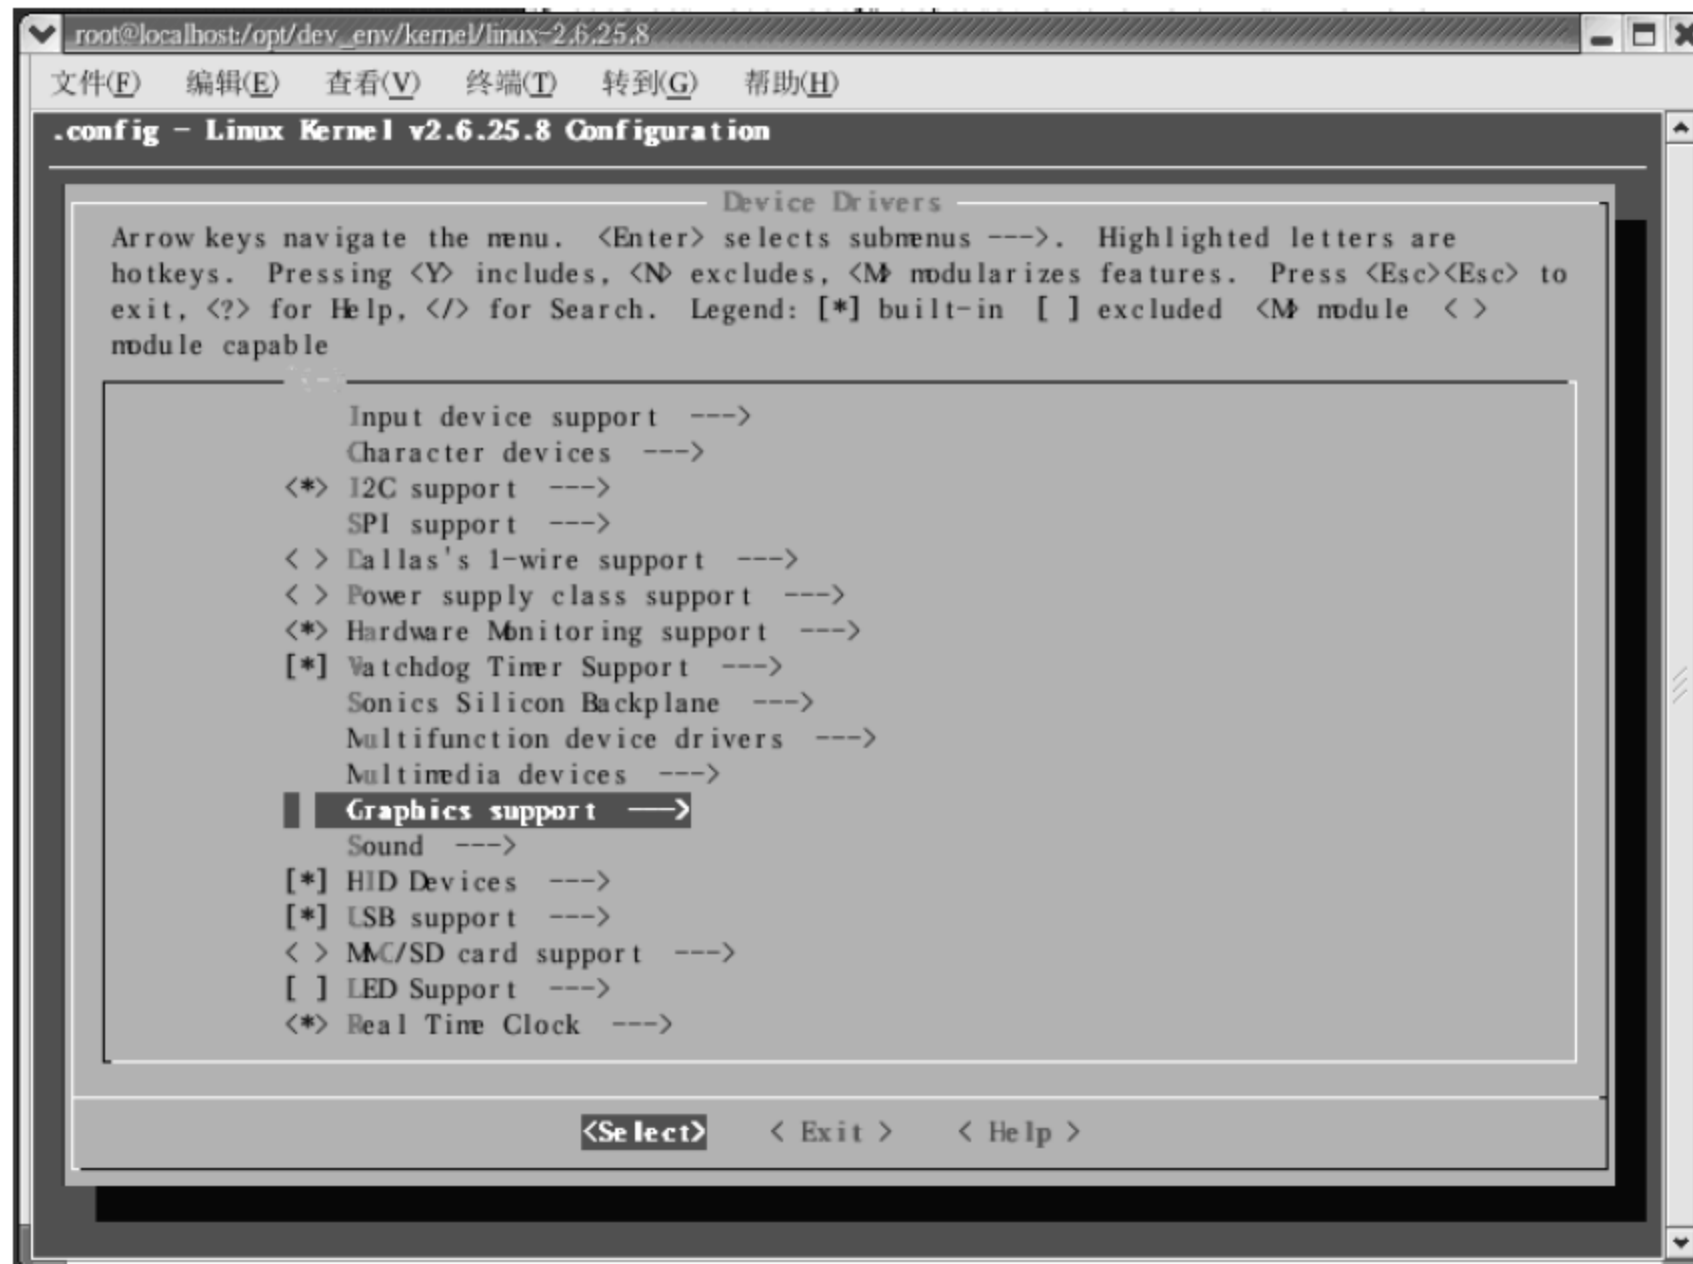 root@localhost:/opt/dev_env/kernel/linux-2.6.25.8
文件(F) 编辑(E) 查看(V) 终端(T) 转到(G) 帮助(H)
.config - Linux Kernel v2.6.25.8 Configuration
Device Drivers
Arrow keys navigate the menu. <Enter> selects submenus --->. Highlighted letters are
hotkeys. Pressing <Y> includes, <N> excludes, <M> modularizes features. Press <Esc><Esc> to
exit, <?> for Help, </> for Search. Legend: [*] built-in [ ] excluded <M> module < >
module capable
Input device support --->
Character devices --->
<*> I2C support --->
SPI support --->
< > Dallas's 1-wire support --->
< > Power supply class support --->
<*> Hardware Monitoring support --->
[*] Watchdog Timer Support --->
Sonics Silicon Backplane --->
Multifunction device drivers --->
Multimedia devices --->
Graphics support --->
Sound --->
[*] HID Devices --->
[*] USB support --->
< > MMC/SD card support --->
[ ] LED Support --->
<*> Real Time Clock --->
<Select> < Exit > < Help >